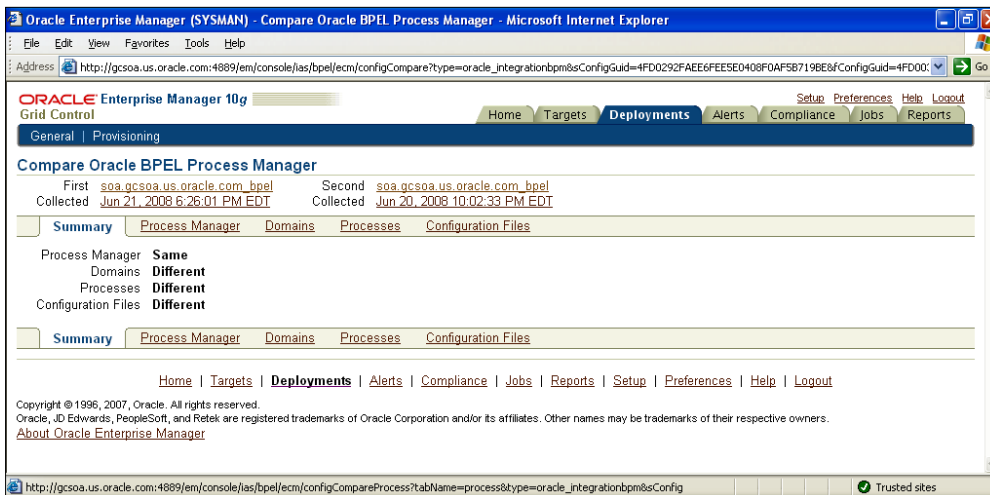 Oracle Enterprise Manager (SYSMAN) - Compare Oracle BPEL Process Manager - Microsoft Internet Explorer
File Edit View Favorites Tools Help
Address http://gcsoa.us.oracle.com:4889/em/console/ias/bpel/ecm/configCompare?type=oracle_integrationbpm&sConfigGuid=4FD0292FAEE6FEE5E0408F0AF5B719BE&fConfigGuid=4FD00: Go
ORACLE Enterprise Manager 10g
Setup Preferences Help Logout
Grid Control
Home Targets Deployments Alerts Compliance Jobs Reports
General | Provisioning
Compare Oracle BPEL Process Manager
First soa.gcsoa.us.oracle.com_bpel Second soa.gcsoa.us.oracle.com_bpel
Collected Jun 21, 2008 6:26:01 PM EDT Collected Jun 20, 2008 10:02:33 PM EDT
Summary Process Manager Domains Processes Configuration Files
Process Manager Same
Domains Different
Processes Different
Configuration Files Different
Summary Process Manager Domains Processes Configuration Files
Home | Targets | Deployments | Alerts | Compliance | Jobs | Reports | Setup | Preferences | Help | Logout
Copyright © 1996, 2007, Oracle. All rights reserved.
Oracle, JD Edwards, PeopleSoft, and Retek are registered trademarks of Oracle Corporation and/or its affiliates. Other names may be trademarks of their respective owners.
About Oracle Enterprise Manager
http://gcsoa.us.oracle.com:4889/em/console/ias/bpel/ecm/configCompareProcess?tabName=process&type=oracle_integrationbpm&sConfig Trusted sites